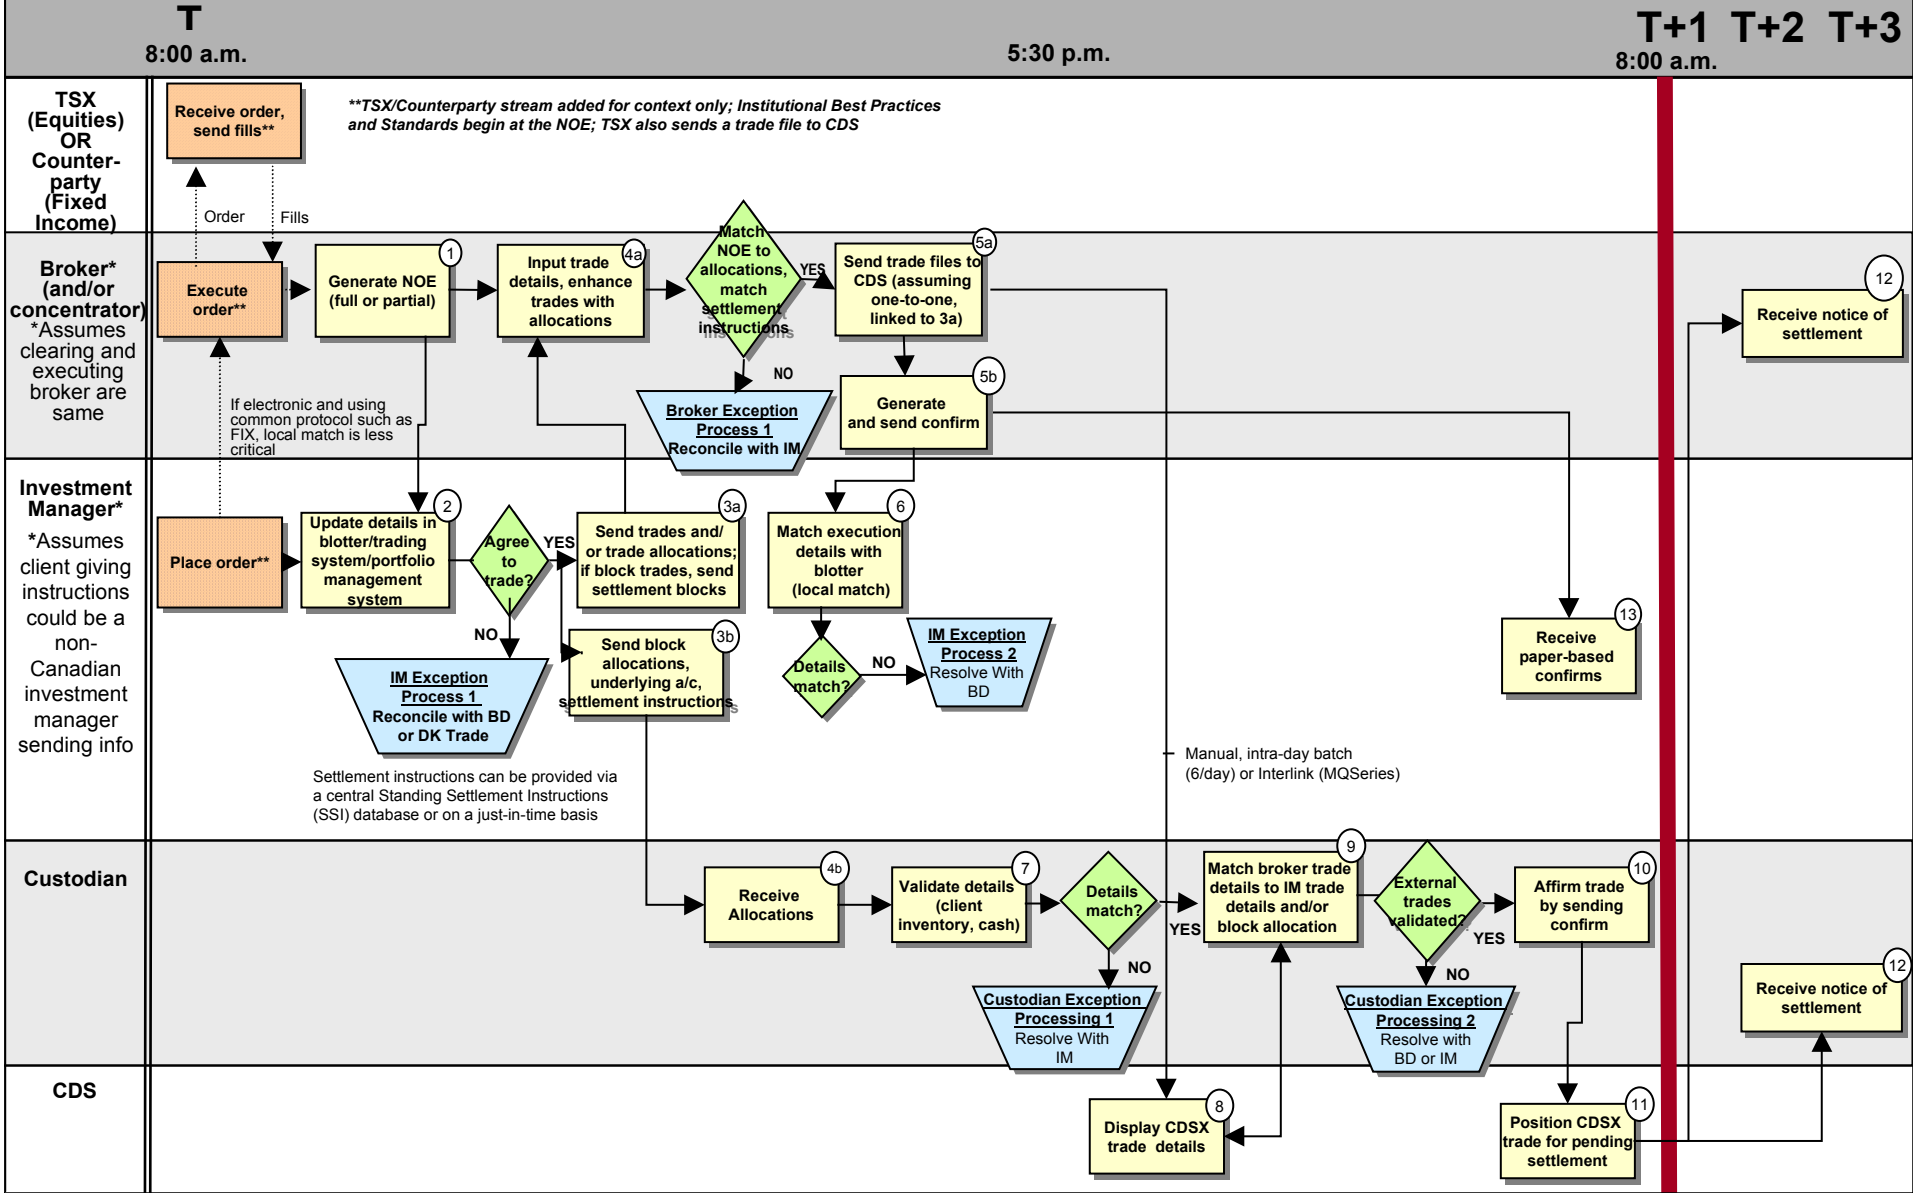 T
8:00 a.m.
5:30 p.m.
T+1 T+2 T+3
8:00 a.m.
TSX
(Equities)
OR
Counter-
party
(Fixed
Income)
Receive order,
send fills**
**TSX/Counterparty stream added for context only; Institutional Best Practices
and Standards begin at the NOE; TSX also sends a trade file to CDS
Order
Fills
Broker*
(and/or
concentrator)
*Assumes
clearing and
executing
broker are
same
Execute
order**
1
Generate NOE
(full or partial)
4a
Input trade
details, enhance
trades with
allocations
Match
NOE to
allocations,
match
settlement
instructions
YES
NO
5a
Send trade files to
CDS (assuming
one-to-one,
linked to 3a)
5b
Generate
and send confirm
Broker Exception
Process 1
Reconcile with IM
12
Receive notice of
settlement
If electronic and using
common protocol such as
FIX, local match is less
critical
Investment
Manager*
*Assumes
client giving
instructions
could be a
non-
Canadian
investment
manager
sending info
Place order**
2
Update details in
blotter/trading
system/portfolio
management
system
Agree
to
trade?
YES
NO
3a
Send trades and/
or trade allocations;
if block trades, send
settlement blocks
3b
Send block
allocations,
underlying a/c,
settlement instructions
IM Exception
Process 1
Reconcile with BD
or DK Trade
6
Match execution
details with
blotter
(local match)
Details
match?
NO
IM Exception
Process 2
Resolve With
BD
13
Receive
paper-based
confirms
Settlement instructions can be provided via
a central Standing Settlement Instructions
(SSI) database or on a just-in-time basis
Manual, intra-day batch
(6/day) or Interlink (MQSeries)
Custodian
4b
Receive
Allocations
7
Validate details
(client
inventory, cash)
Details
match?
YES
NO
9
Match broker trade
details to IM trade
details and/or
block allocation
External
trades
validated?
YES
NO
10
Affirm trade
by sending
confirm
Custodian Exception
Processing 1
Resolve With
IM
Custodian Exception
Processing 2
Resolve with
BD or IM
12
Receive notice of
settlement
CDS
8
Display CDSX
trade details
11
Position CDSX
trade for pending
settlement